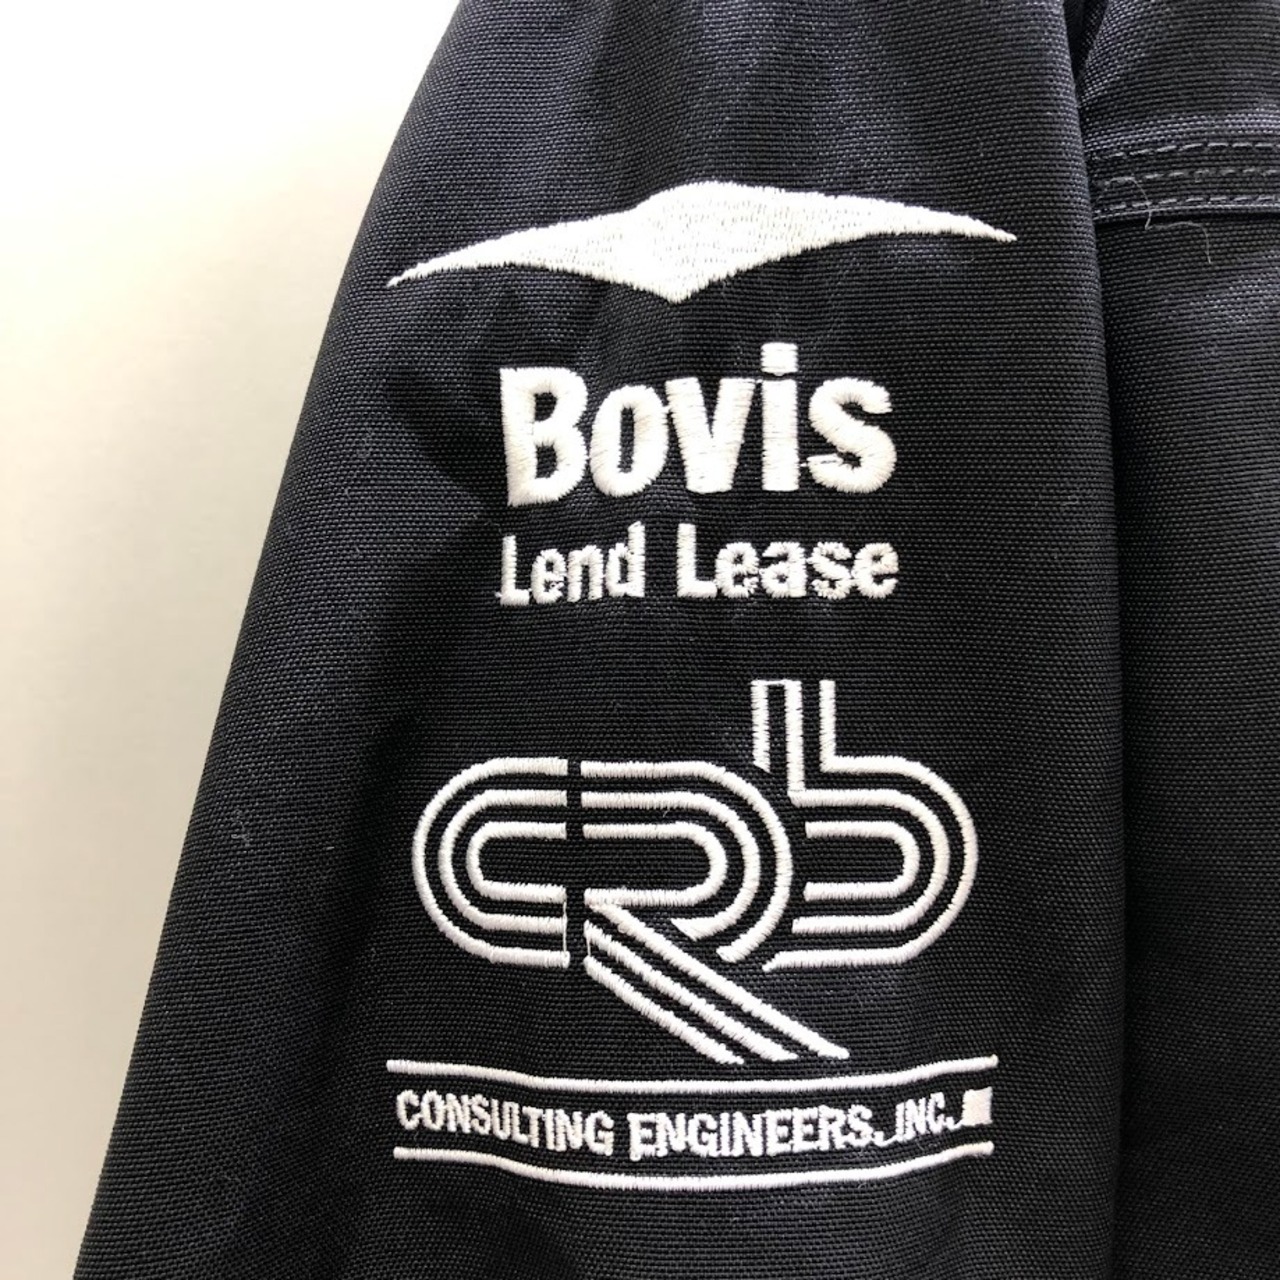 Bovis
Lend Lease
CRb
CONSULTING ENGINEERS, INC.